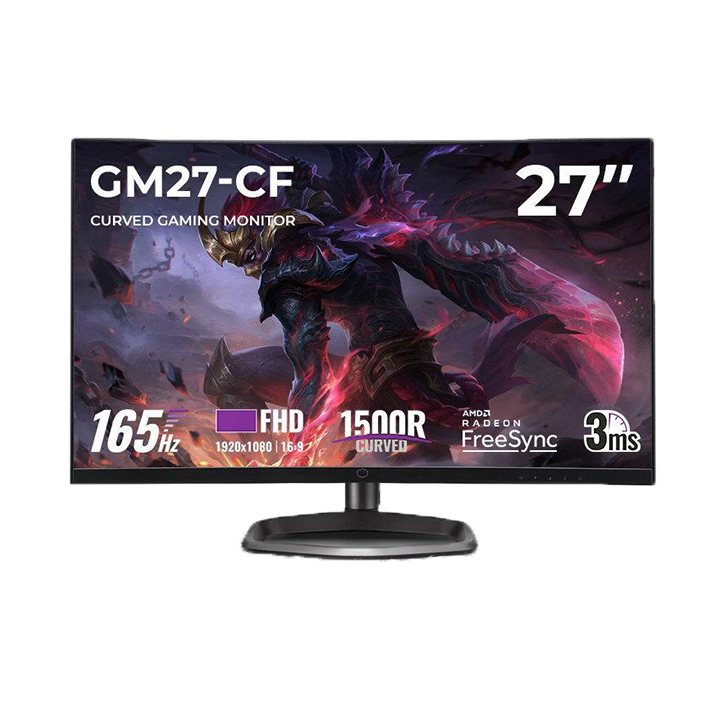 GM27-CF
27"
CURVED GAMING MONITOR
165Hz
FHD
1920x1080 | 16:9
1500R
CURVED
AMD
RADEON
FreeSync
3ms